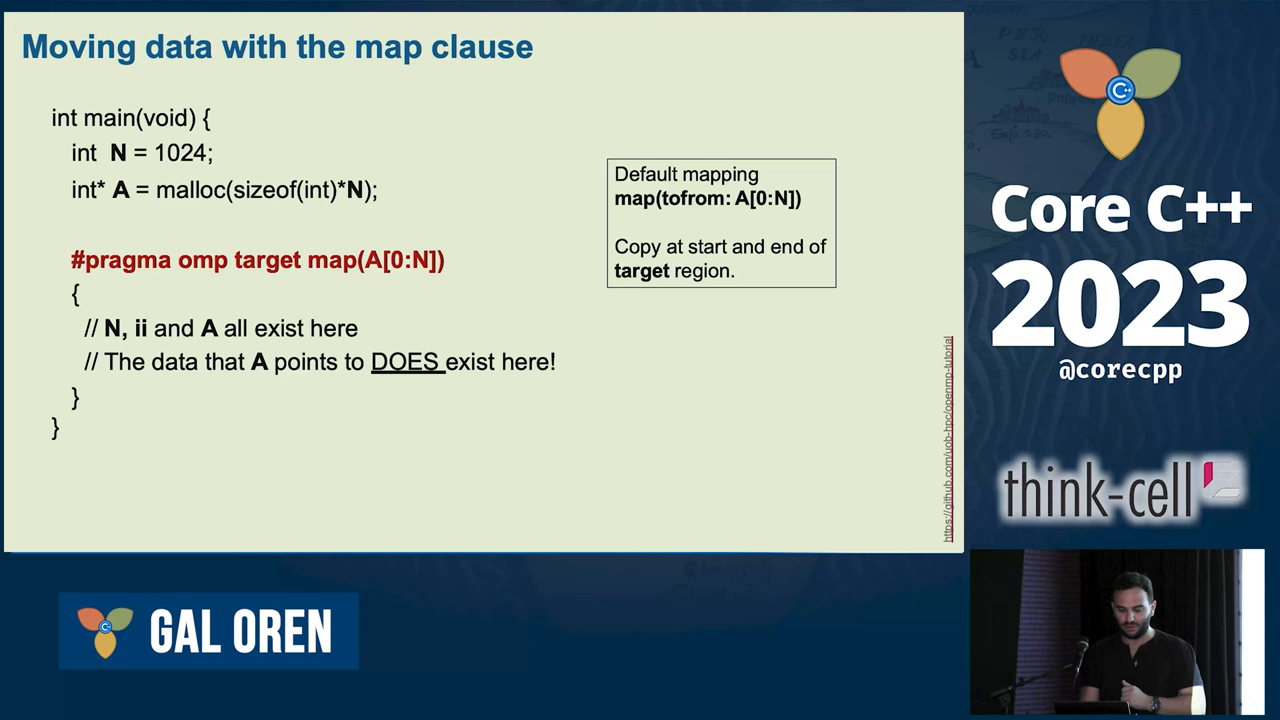 Moving data with the map clause
int main(void) {
int N = 1024;
int* A = malloc(sizeof(int)*N);
#pragma omp target map(A[0:N])
{
// N, ii and A all exist here
// The data that A points to DOES exist here!
}
}
Default mapping
map(tofrom: A[0:N])
Copy at start and end of
target region.
https://github.com/uob-hpc/openmp-tutorial
C++
Core C++
2023
@corecpp
think-cell
GAL OREN